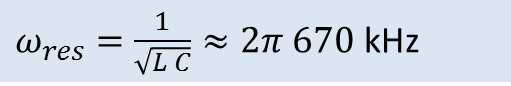 ω_res = 1/√(L C) ≈ 2π 670 kHz